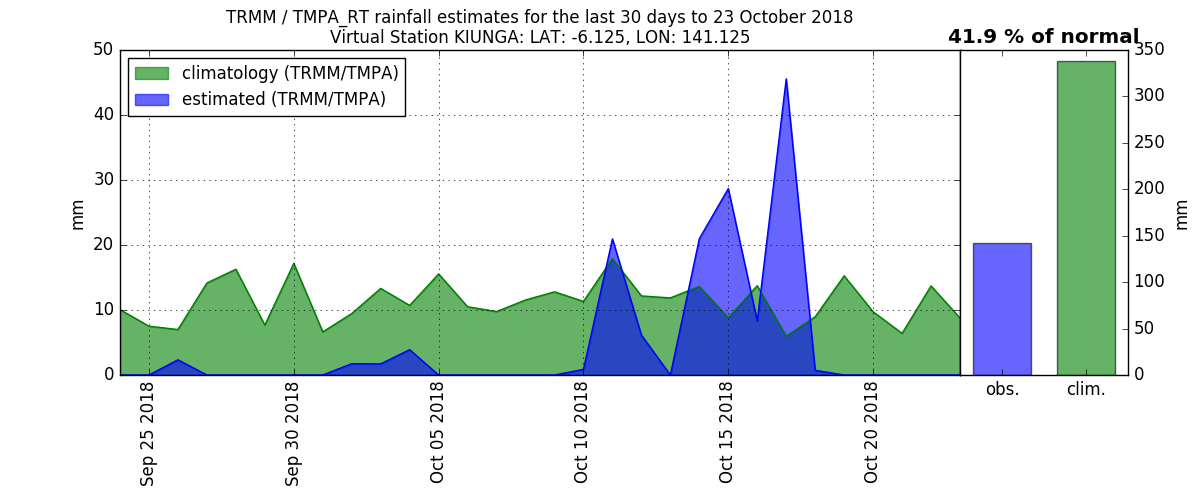 TRMM / TMPA_RT rainfall estimates for the last 30 days to 23 October 2018
Virtual Station KIUNGA: LAT: -6.125, LON: 141.125
41.9 % of normal
climatology (TRMM/TMPA)
estimated (TRMM/TMPA)
50
40
30
20
10
0
mm
Sep 25 2018
Sep 30 2018
Oct 05 2018
Oct 10 2018
Oct 15 2018
Oct 20 2018
obs.
clim.
350
300
250
200
150
100
50
0
mm